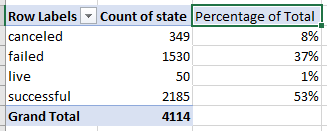 Row Labels Count of state Percentage of Total
canceled 349 8%
failed 1530 37%
live 50 1%
successful 2185 53%
Grand Total 4114